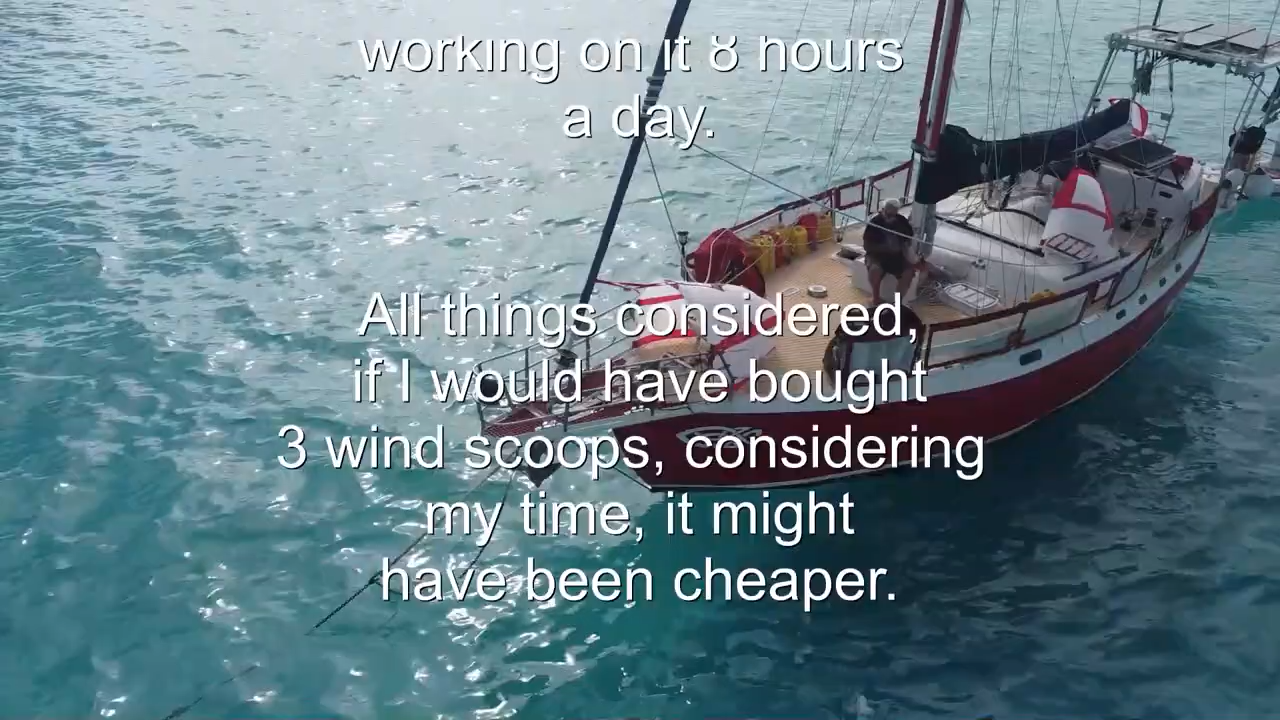 working on it 8 hours
a day.
All things considered,
if I would have bought
3 wind scoops, considering
my time, it might
have been cheaper.